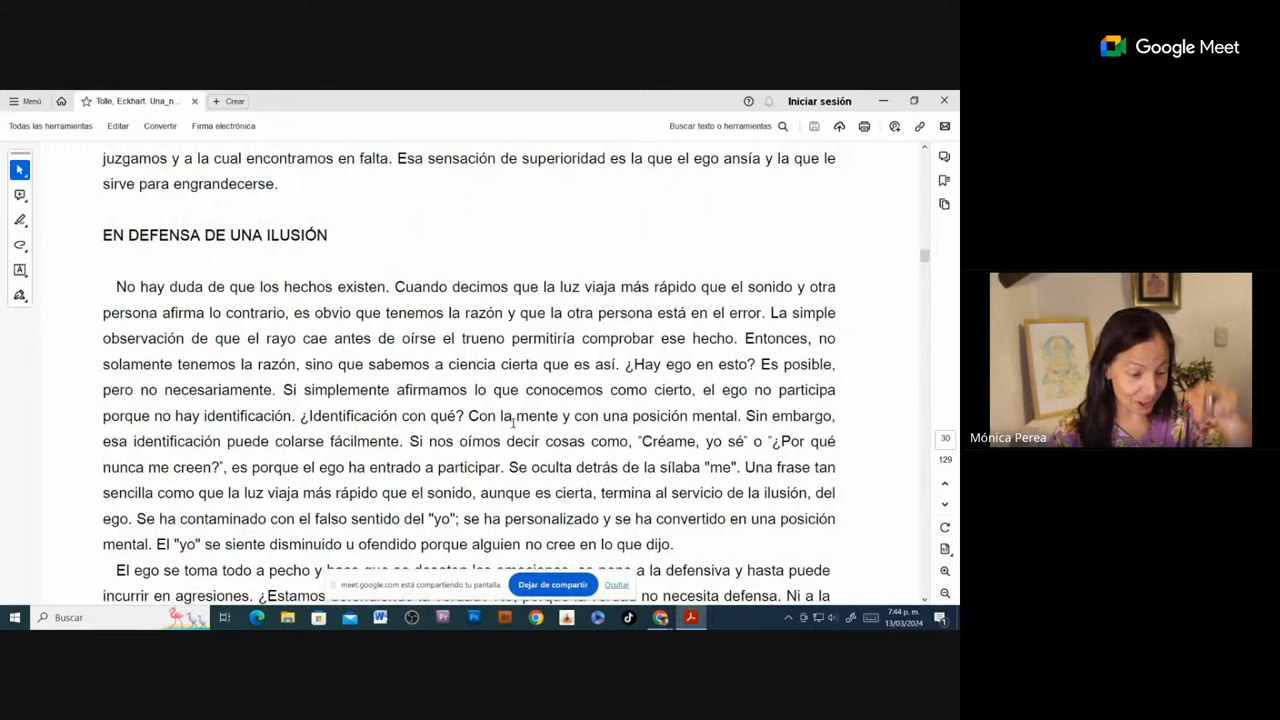 Google Meet
Menú
Tolle, Eckhart. Una_n...
Crear
Iniciar sesión
Todas las herramientas
Editar
Convertir
Firma electrónica
Buscar texto o herramientas
juzgamos y a la cual encontramos en falta. Esa sensación de superioridad es la que el ego ansía y la que le
sirve para engrandecerse.
EN DEFENSA DE UNA ILUSIÓN
No hay duda de que los hechos existen. Cuando decimos que la luz viaja más rápido que el sonido y otra
persona afirma lo contrario, es obvio que tenemos la razón y que la otra persona está en el error. La simple
observación de que el rayo cae antes de oírse el trueno permitiría comprobar ese hecho. Entonces, no
solamente tenemos la razón, sino que sabemos a ciencia cierta que es así. ¿Hay ego en esto? Es posible,
pero no necesariamente. Si simplemente afirmamos lo que conocemos como cierto, el ego no participa
porque no hay identificación. ¿Identificación con qué? Con la mente y con una posición mental. Sin embargo,
esa identificación puede colarse fácilmente. Si nos oímos decir cosas como, "Créame, yo sé" o "¿Por qué
nunca me creen?", es porque el ego ha entrado a participar. Se oculta detrás de la sílaba "me". Una frase tan
sencilla como que la luz viaja más rápido que el sonido, aunque es cierta, termina al servicio de la ilusión, del
ego. Se ha contaminado con el falso sentido del "yo"; se ha personalizado y se ha convertido en una posición
mental. El "yo" se siente disminuido u ofendido porque alguien no cree en lo que dijo.
El ego se toma todo a pecho y a la defensiva y hasta puede
incurrir en agresiones. ¿Estamos no necesita defensa. Ni a la
meet.google.com está compartiendo tu pantalla.
Dejar de compartir
Ocultar
30
129
Mónica Perea
Buscar
7:44 p. m.
13/03/2024